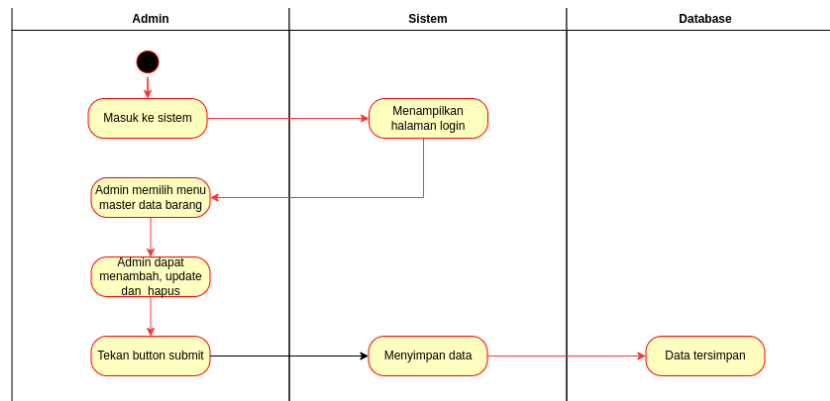 Admin
Sistem
Database
Masuk ke sistem
Menampilkan
halaman login
Admin memilih menu
master data barang
Admin dapat
menambah, update
dan hapus
Tekan button submit
Menyimpan data
Data tersimpan